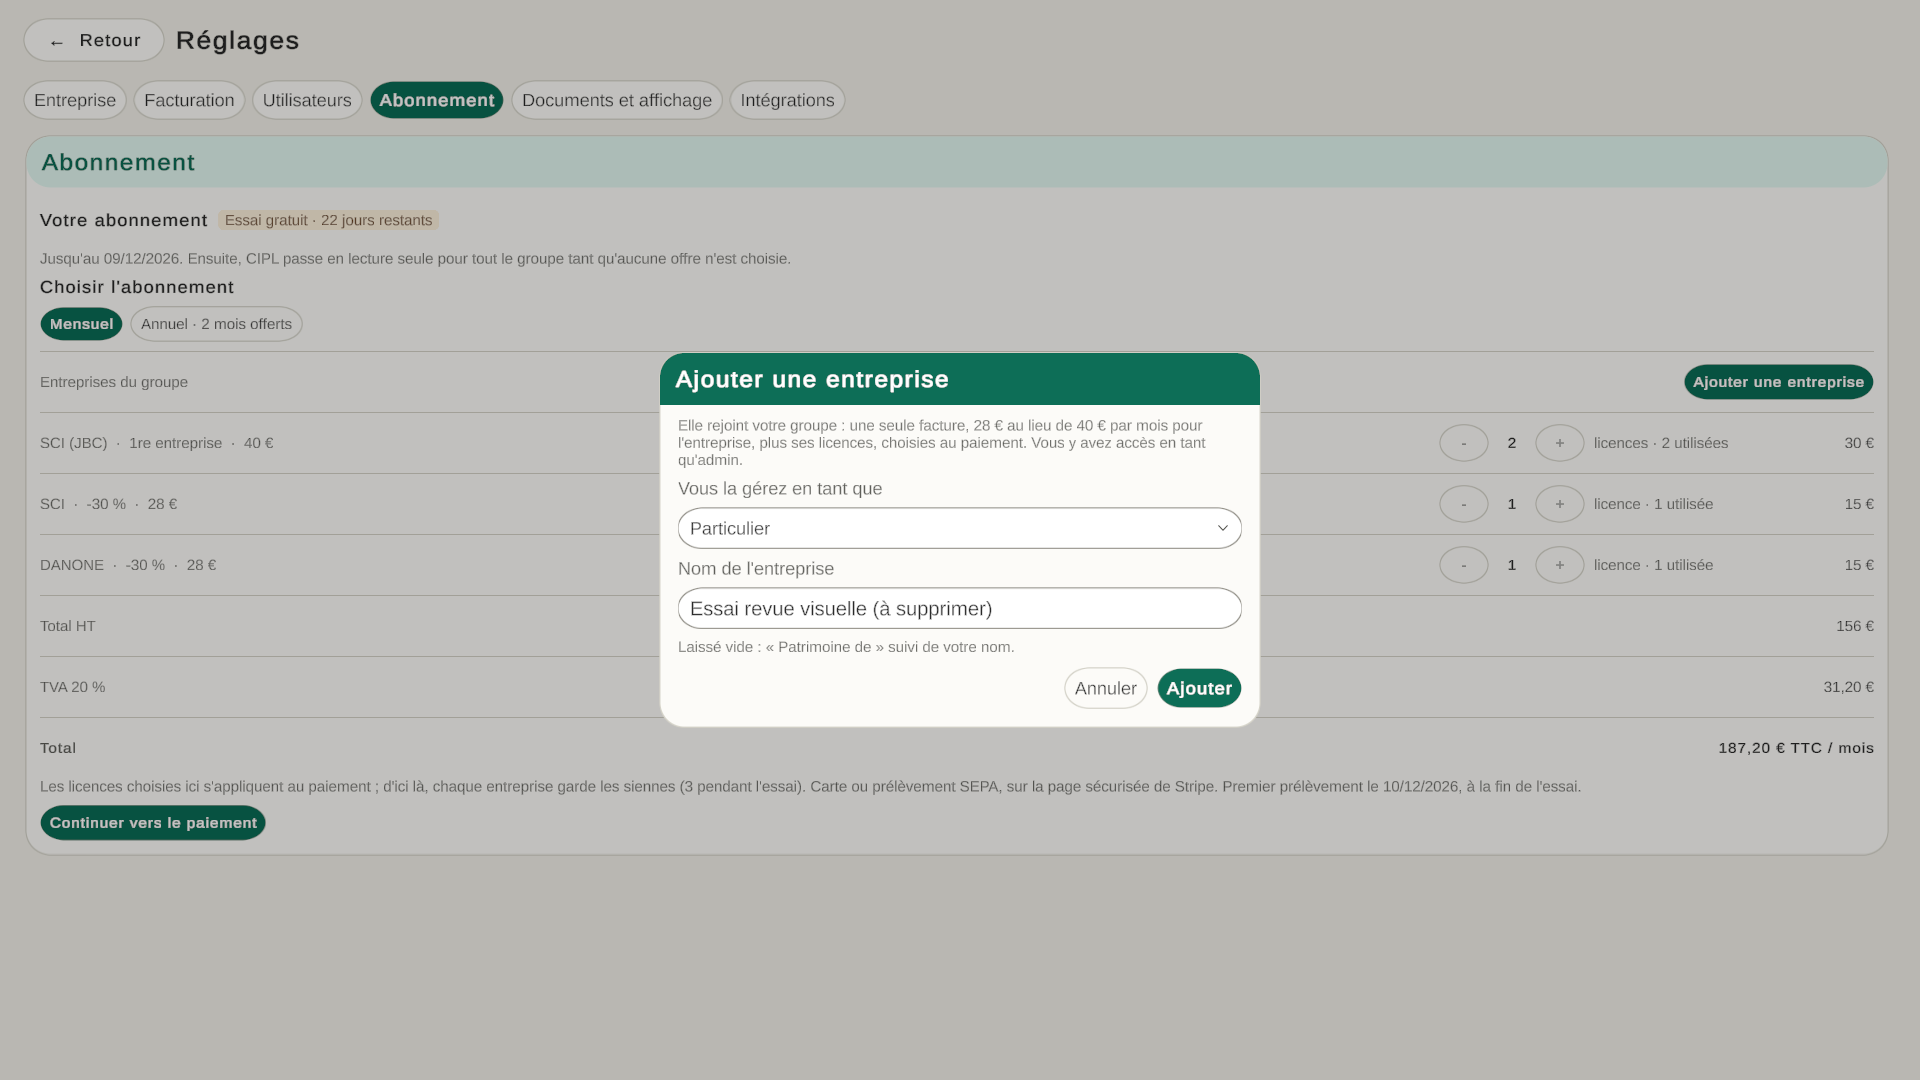 ← Retour Réglages
Entreprise Facturation Utilisateurs Abonnement Documents et affichage Intégrations
Abonnement
Votre abonnement Essai gratuit · 22 jours restants
Jusqu'au 09/12/2026. Ensuite, CIPL passe en lecture seule pour tout le groupe tant qu'aucune offre n'est choisie.
Choisir l'abonnement
Mensuel Annuel · 2 mois offerts
Entreprises du groupe Ajouter une entreprise
SCI (JBC) · 1re entreprise · 40 € - 2 + licences · 2 utilisées 30 €
SCI · -30 % · 28 € - 1 + licence · 1 utilisée 15 €
DANONE · -30 % · 28 € - 1 + licence · 1 utilisée 15 €
Total HT 156 €
TVA 20 % 31,20 €
Total 187,20 € TTC / mois
Les licences choisies ici s'appliquent au paiement ; d'ici là, chaque entreprise garde les siennes (3 pendant l'essai). Carte ou prélèvement SEPA, sur la page sécurisée de Stripe. Premier prélèvement le 10/12/2026, à la fin de l'essai.
Continuer vers le paiement
Ajouter une entreprise
Elle rejoint votre groupe : une seule facture, 28 € au lieu de 40 € par mois pour
l'entreprise, plus ses licences, choisies au paiement. Vous y avez accès en tant
qu'admin.
Vous la gérez en tant que
Particulier
Nom de l'entreprise
Essai revue visuelle (à supprimer)
Laissé vide : « Patrimoine de » suivi de votre nom.
Annuler Ajouter